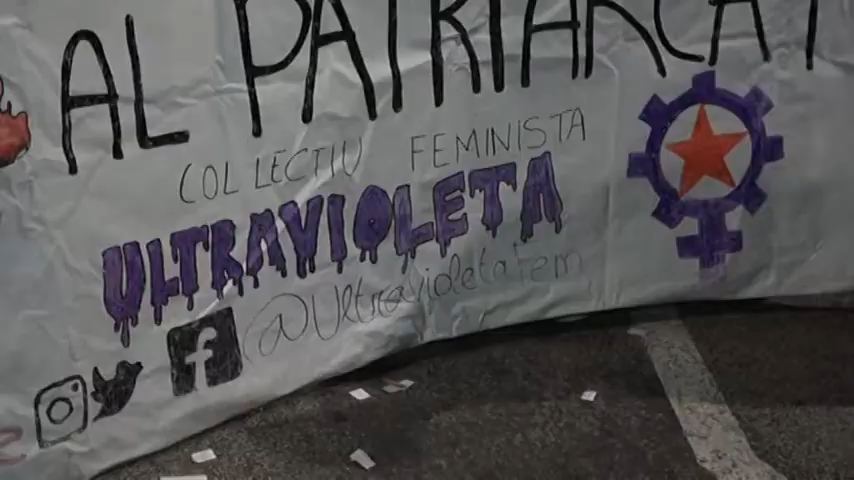 AL PATRIARCAT
COL·LECTIU FEMINISTA
ULTRAVIOLETA
@UltravioletaFem